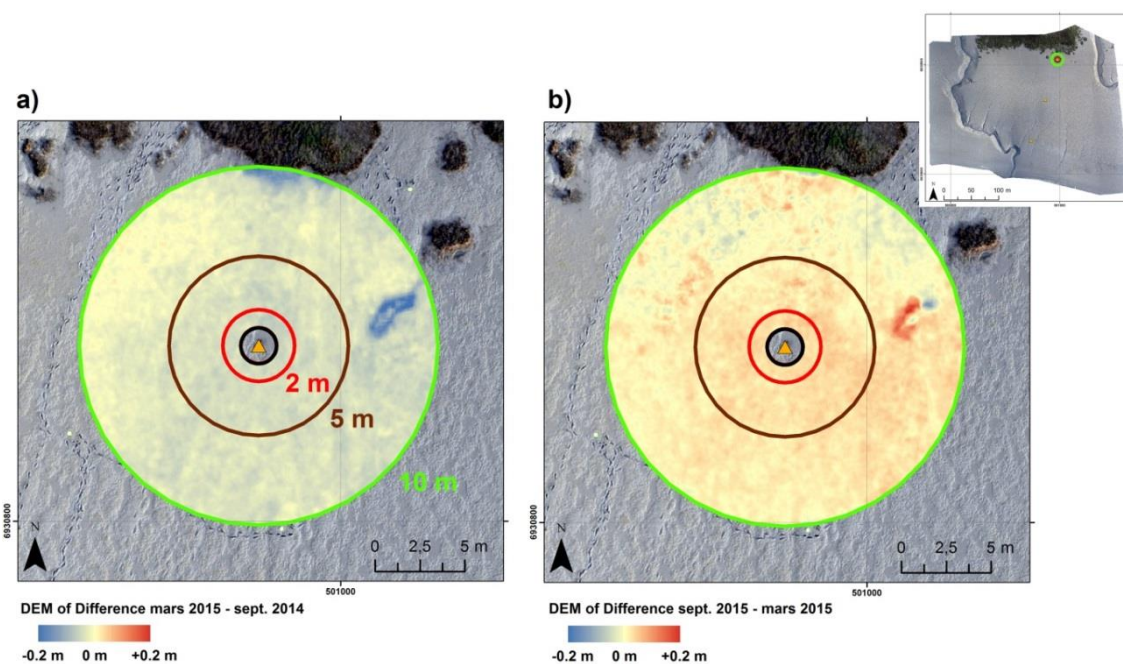 a)
b)
N
0 50 100 m
2 m
5 m
10 m
6930800
N
0 2,5 5 m
501000
6930800
N
0 2,5 5 m
501000
DEM of Difference mars 2015 - sept. 2014
-0.2 m 0 m +0.2 m
DEM of Difference sept. 2015 - mars 2015
-0.2 m 0 m +0.2 m